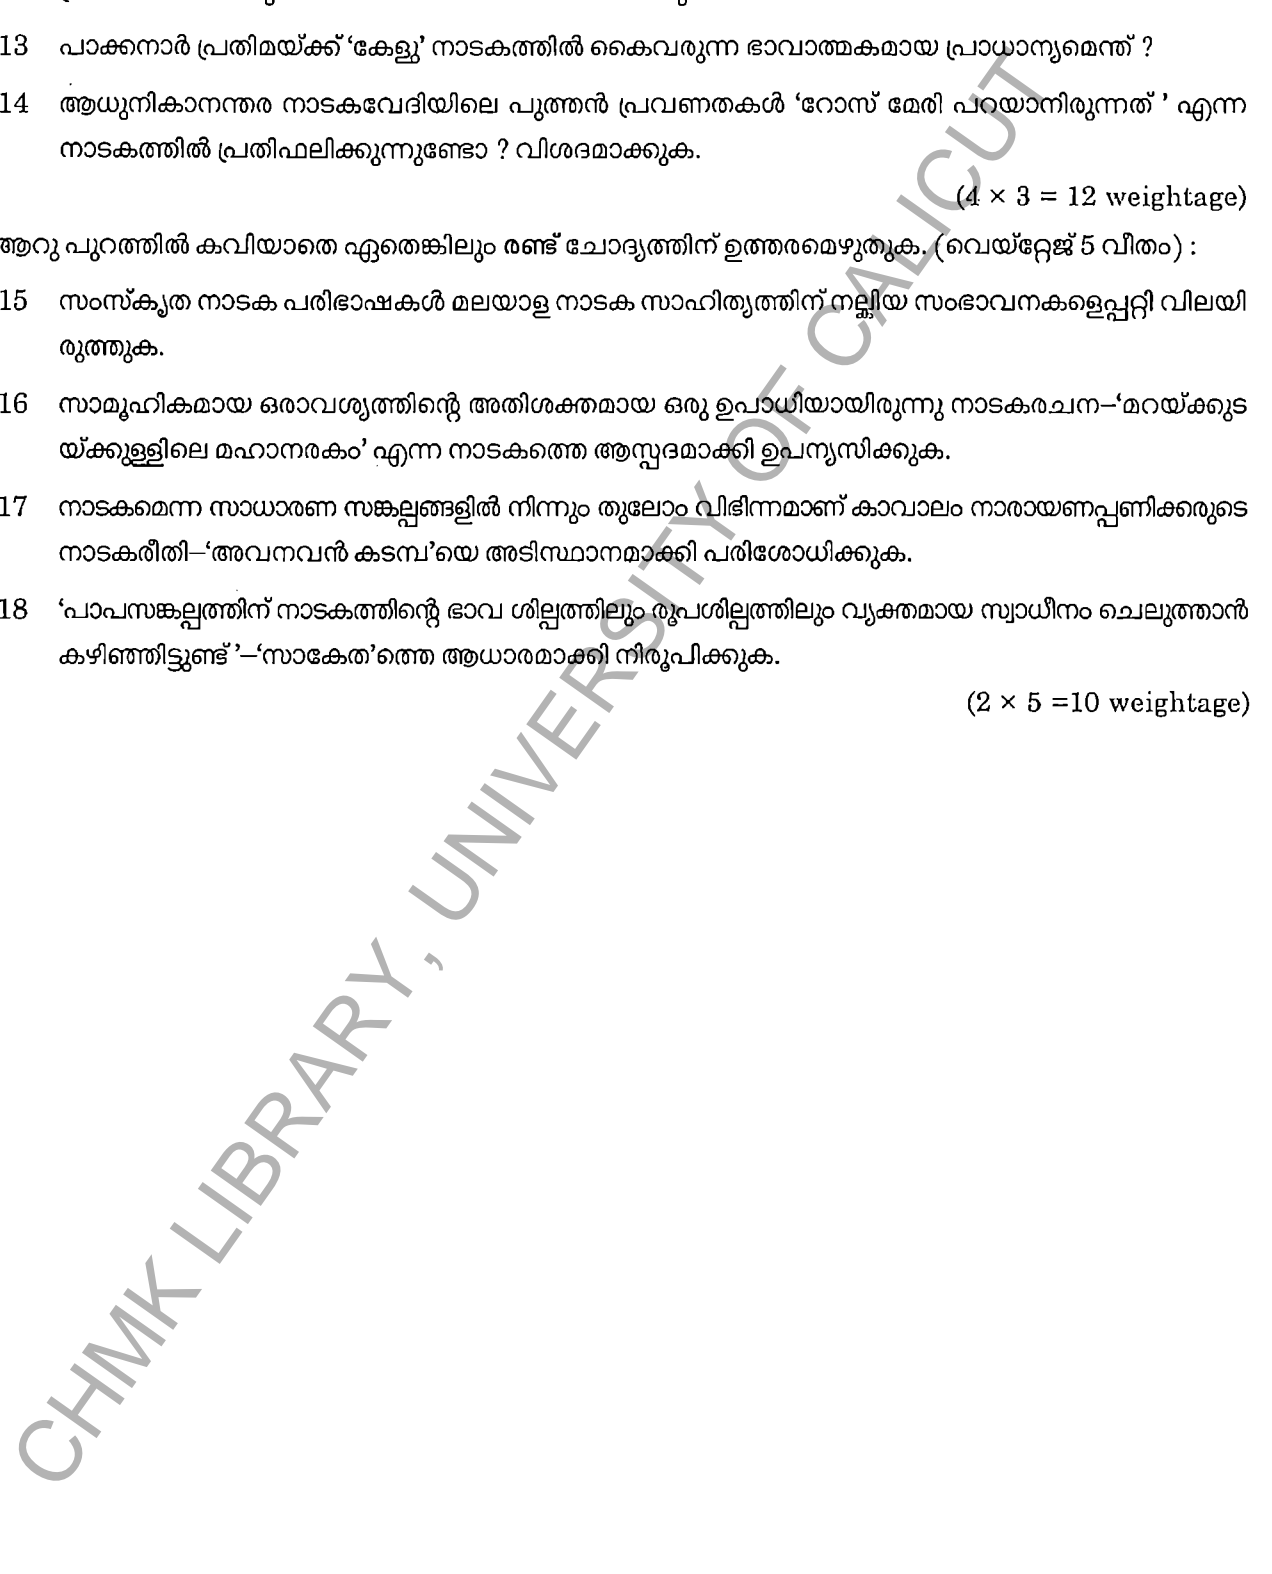 13 പാക്കനാർ പ്രതിമയ്ക്ക് ‘കേളു’ നാടകത്തിൽ കൈവരുന്ന ഭാവാത്മകമായ പ്രാധാന്യമെന്ത് ?
14 ആധുനികാനന്തര നാടകവേദിയിലെ പുത്തൻ പ്രവണതകൾ ‘റോസ് മേരി പറയാനിരുന്നത് ’ എന്ന
നാടകത്തിൽ പ്രതിഫലിക്കുന്നുണ്ടോ ? വിശദമാക്കുക.
(4 × 3 = 12 weightage)
ആറു പുറത്തിൽ കവിയാതെ ഏതെങ്കിലും രണ്ട് ചോദ്യത്തിന് ഉത്തരമെഴുതുക. (വെയ്റ്റേജ് 5 വീതം) :
15 സംസ്കൃത നാടക പരിഭാഷകൾ മലയാള നാടക സാഹിത്യത്തിന് നല്കിയ സംഭാവനകളെപ്പറ്റി വിലയി
രുത്തുക.
16 സാമൂഹികമായ ഒരാവശ്യത്തിന്റെ അതിശക്തമായ ഒരു ഉപാധിയായിരുന്നു നാടകരചന–‘മറയ്ക്കുട
യ്ക്കുള്ളിലെ മഹാനരകം’ എന്ന നാടകത്തെ ആസ്പദമാക്കി ഉപന്യസിക്കുക.
17 നാടകമെന്ന സാധാരണ സങ്കല്പങ്ങളിൽ നിന്നും തുലോം വിഭിന്നമാണ് കാവാലം നാരായണപ്പണിക്കരുടെ
നാടകരീതി–‘അവനവൻ കടമ്പ’യെ അടിസ്ഥാനമാക്കി പരിശോധിക്കുക.
18 ‘പാപസങ്കല്പത്തിന് നാടകത്തിന്റെ ഭാവ ശില്പത്തിലും രൂപശില്പത്തിലും വ്യക്തമായ സ്വാധീനം ചെലുത്താൻ
കഴിഞ്ഞിട്ടുണ്ട് ’–‘സാകേത’ത്തെ ആധാരമാക്കി നിരൂപിക്കുക.
(2 × 5 =10 weightage)
CHMK LIBRARY, UNIVERSITY OF CALICUT